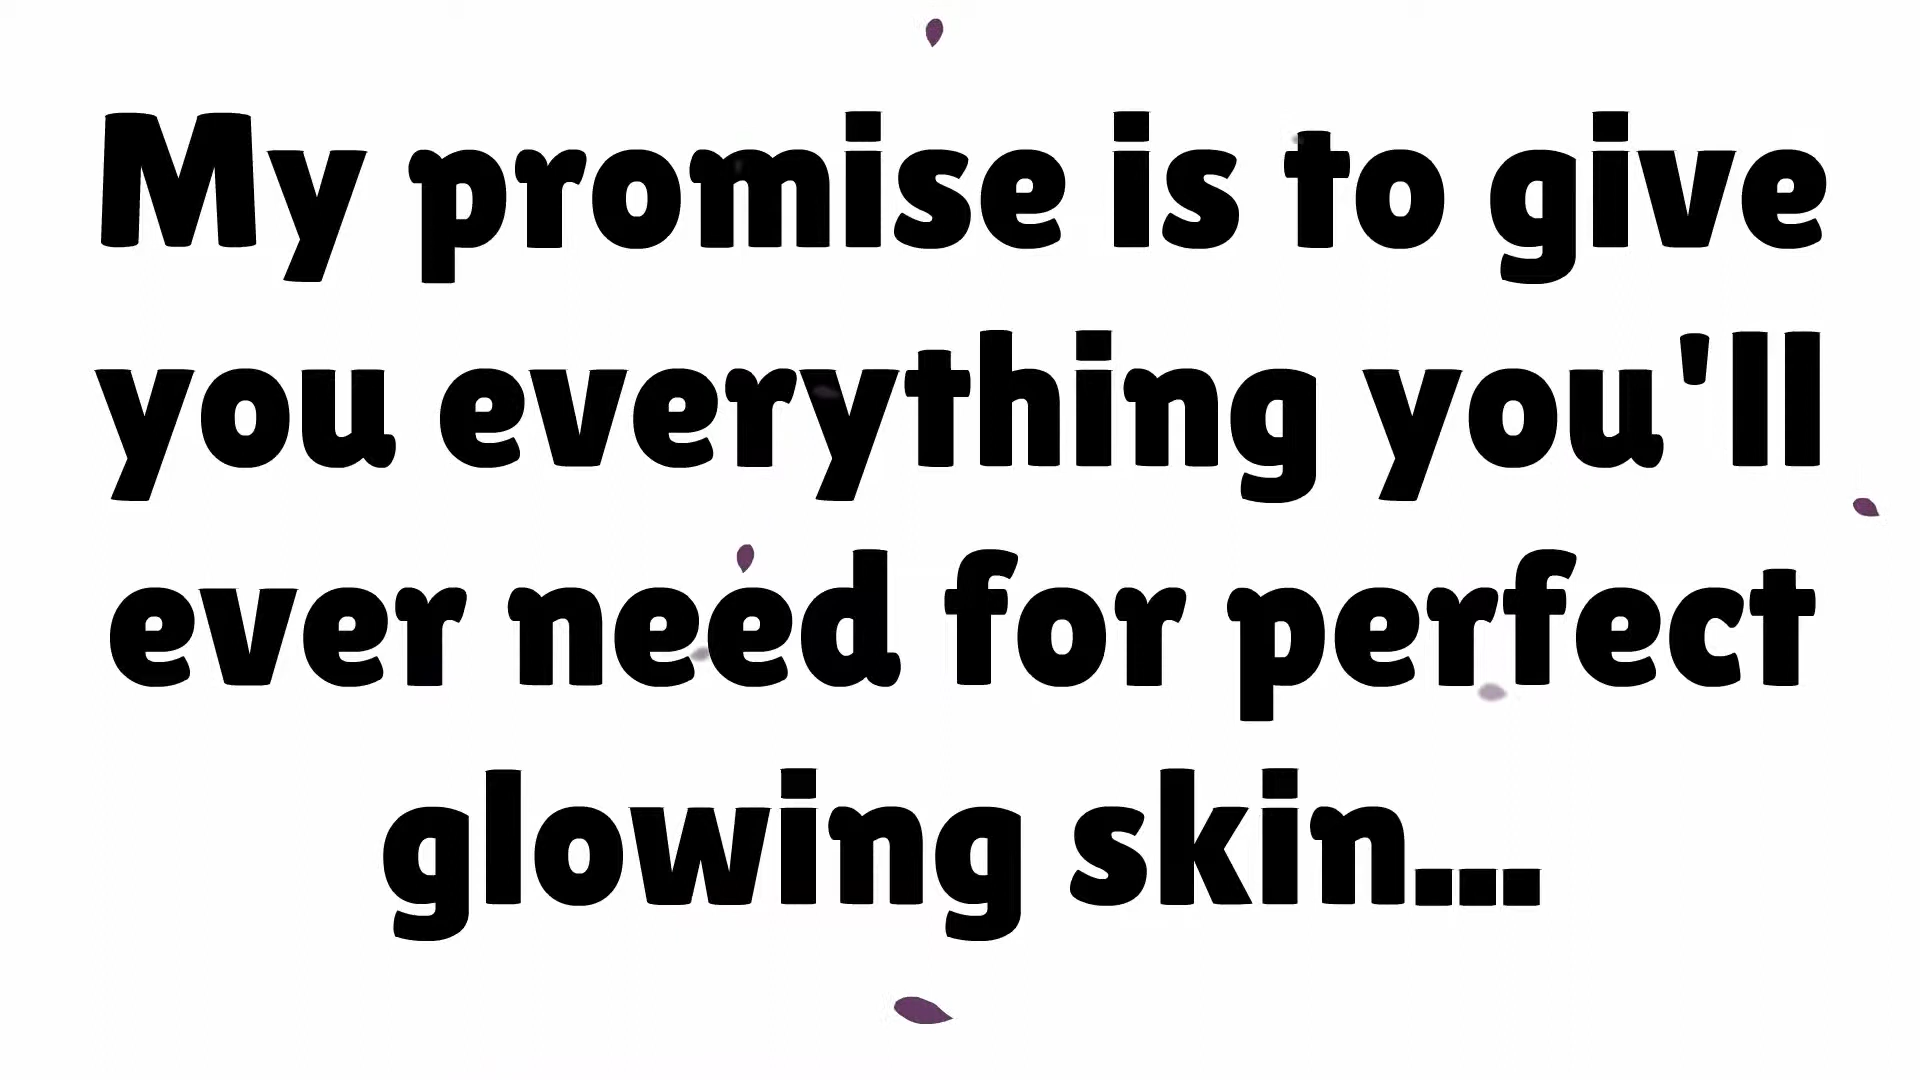 My promise is to give
you everything you'll
ever need for perfect
glowing skin...